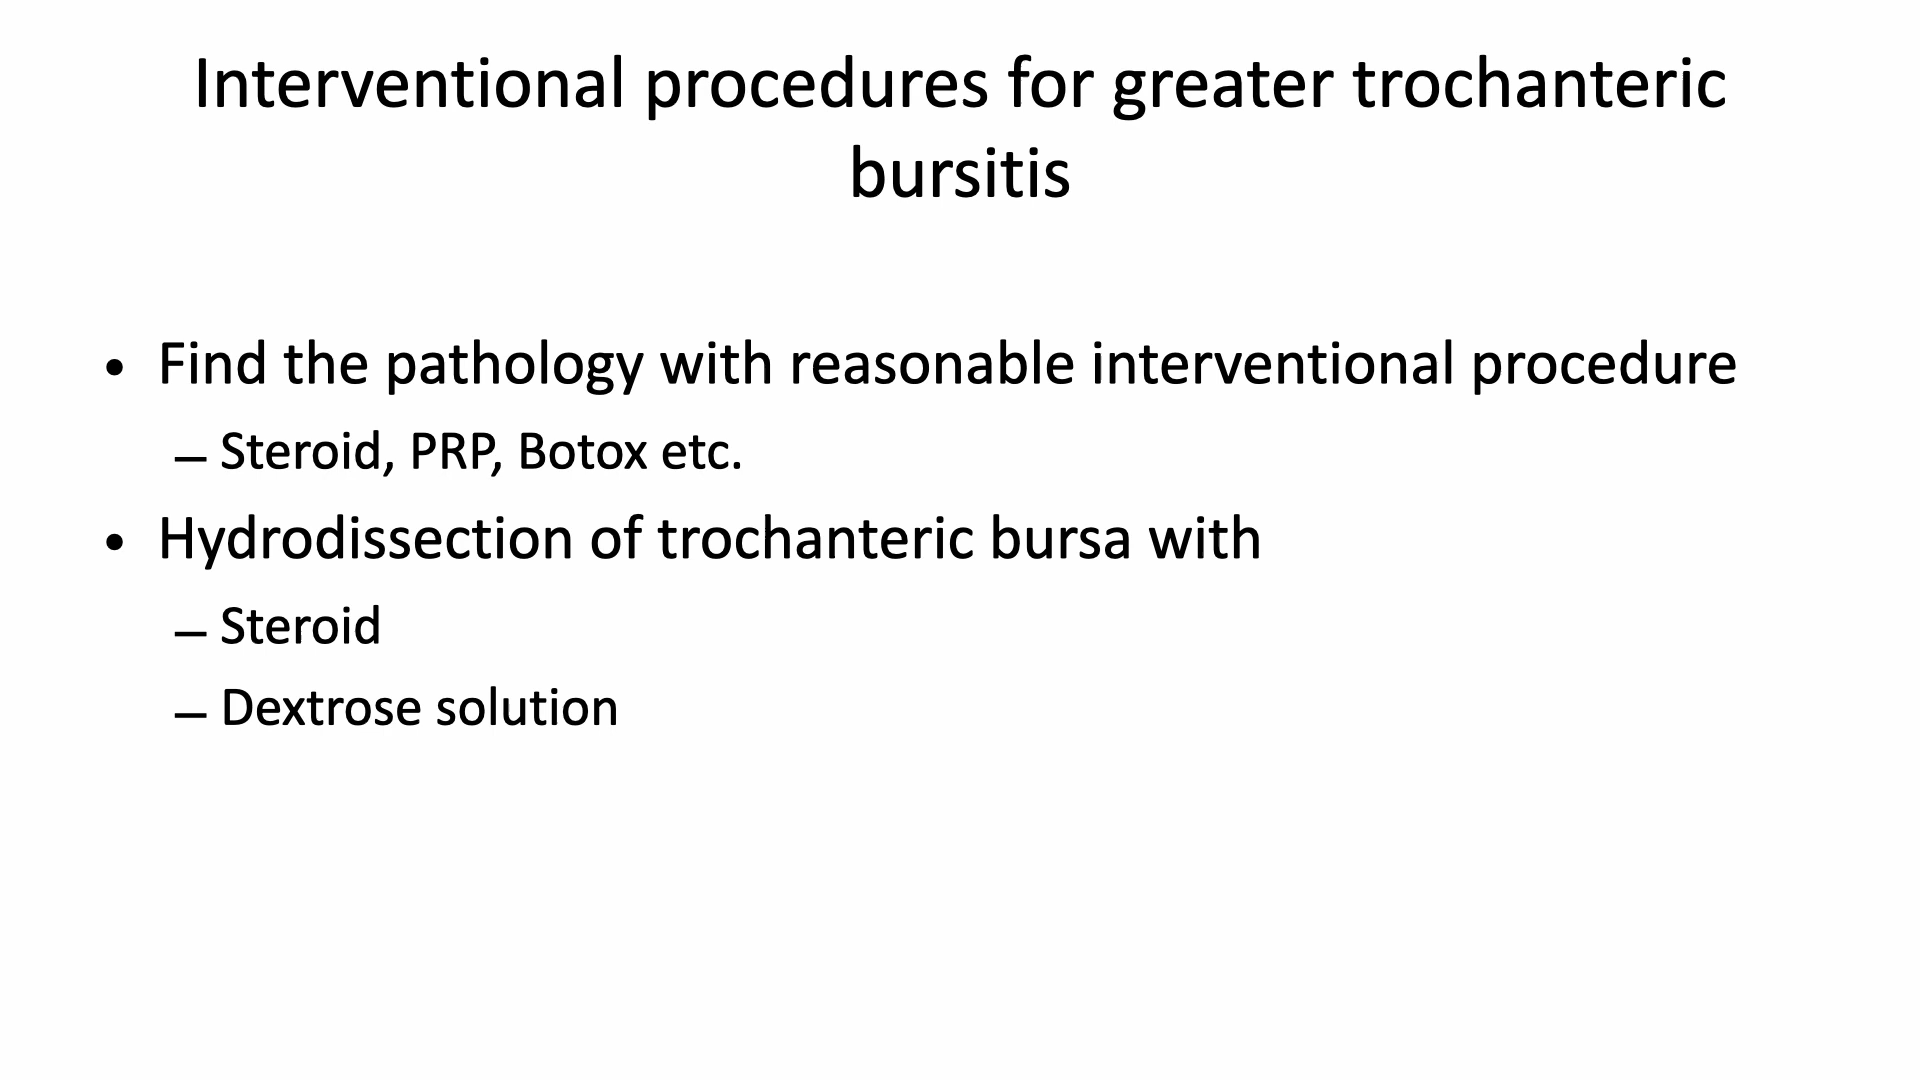 Interventional procedures for greater trochanteric
bursitis
• Find the pathology with reasonable interventional procedure
– Steroid, PRP, Botox etc.
• Hydrodissection of trochanteric bursa with
– Steroid
– Dextrose solution